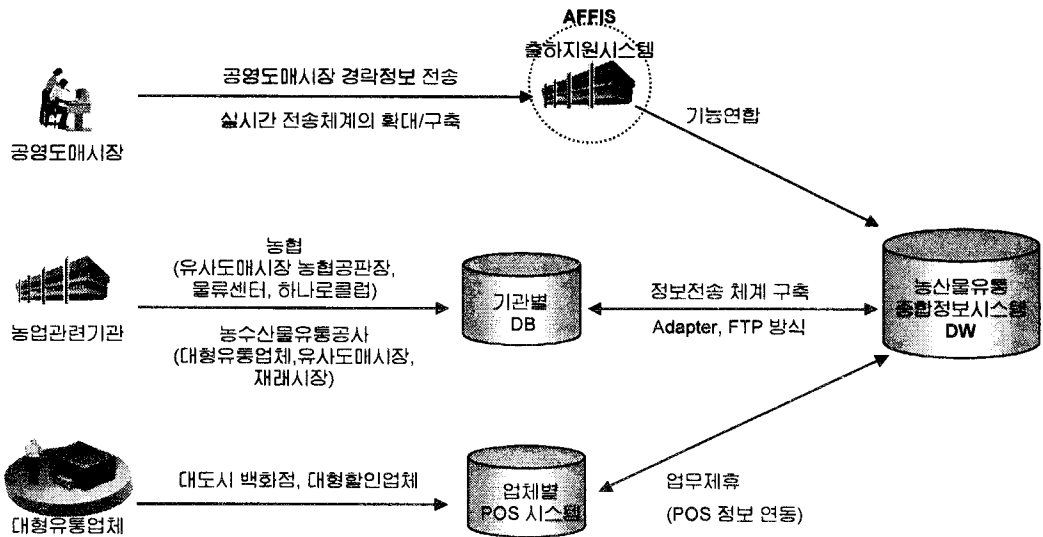 AFFIS
출하지원시스템
공영도매시장 경락정보 전송
실시간 전송체계의 확대/구축
공영도매시장
기능연합
농협
(유사도매시장 농협공판장,
물류센터, 하나로클럽)
농업관련기관
농수산물유통공사
(대형유통업체,유사도매시장,
재래시장)
기관별
DB
정보전송 체계 구축
Adapter, FTP 방식
농산물유통
종합정보시스템
DW
대도시 백화점, 대형할인업체
대형유통업체
업체별
POS 시스템
업무제휴
(POS 정보 연동)